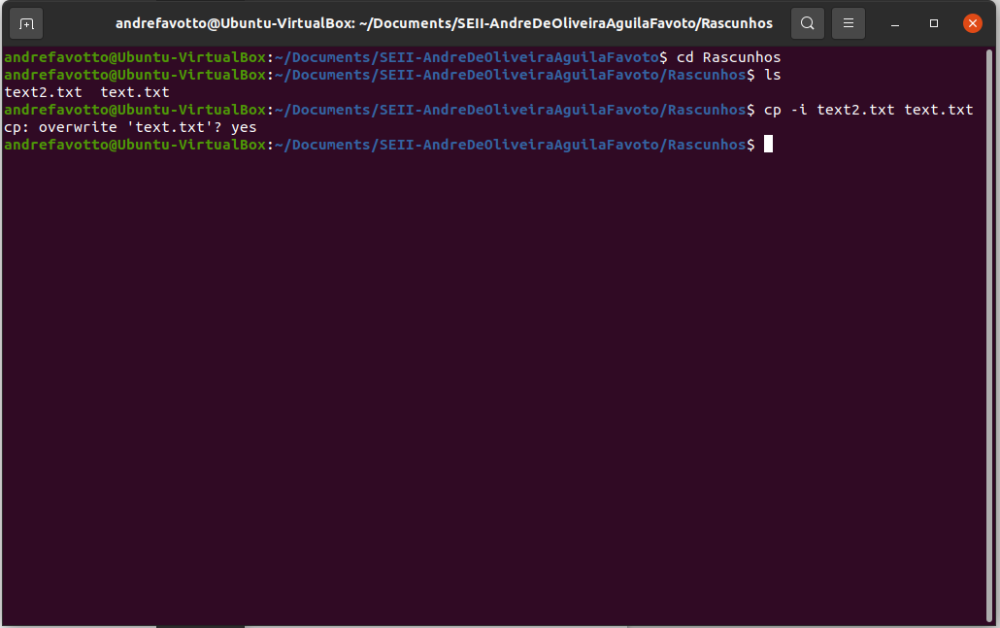 andrefavotto@Ubuntu-VirtualBox: ~/Documents/SEII-AndreDeOliveiraAguilaFavoto/Rascunhos
andrefavotto@Ubuntu-VirtualBox:~/Documents/SEII-AndreDeOliveiraAguilaFavoto$ cd Rascunhos
andrefavotto@Ubuntu-VirtualBox:~/Documents/SEII-AndreDeOliveiraAguilaFavoto/Rascunhos$ ls
text2.txt  text.txt
andrefavotto@Ubuntu-VirtualBox:~/Documents/SEII-AndreDeOliveiraAguilaFavoto/Rascunhos$ cp -i text2.txt text.txt
cp: overwrite 'text.txt'? yes
andrefavotto@Ubuntu-VirtualBox:~/Documents/SEII-AndreDeOliveiraAguilaFavoto/Rascunhos$